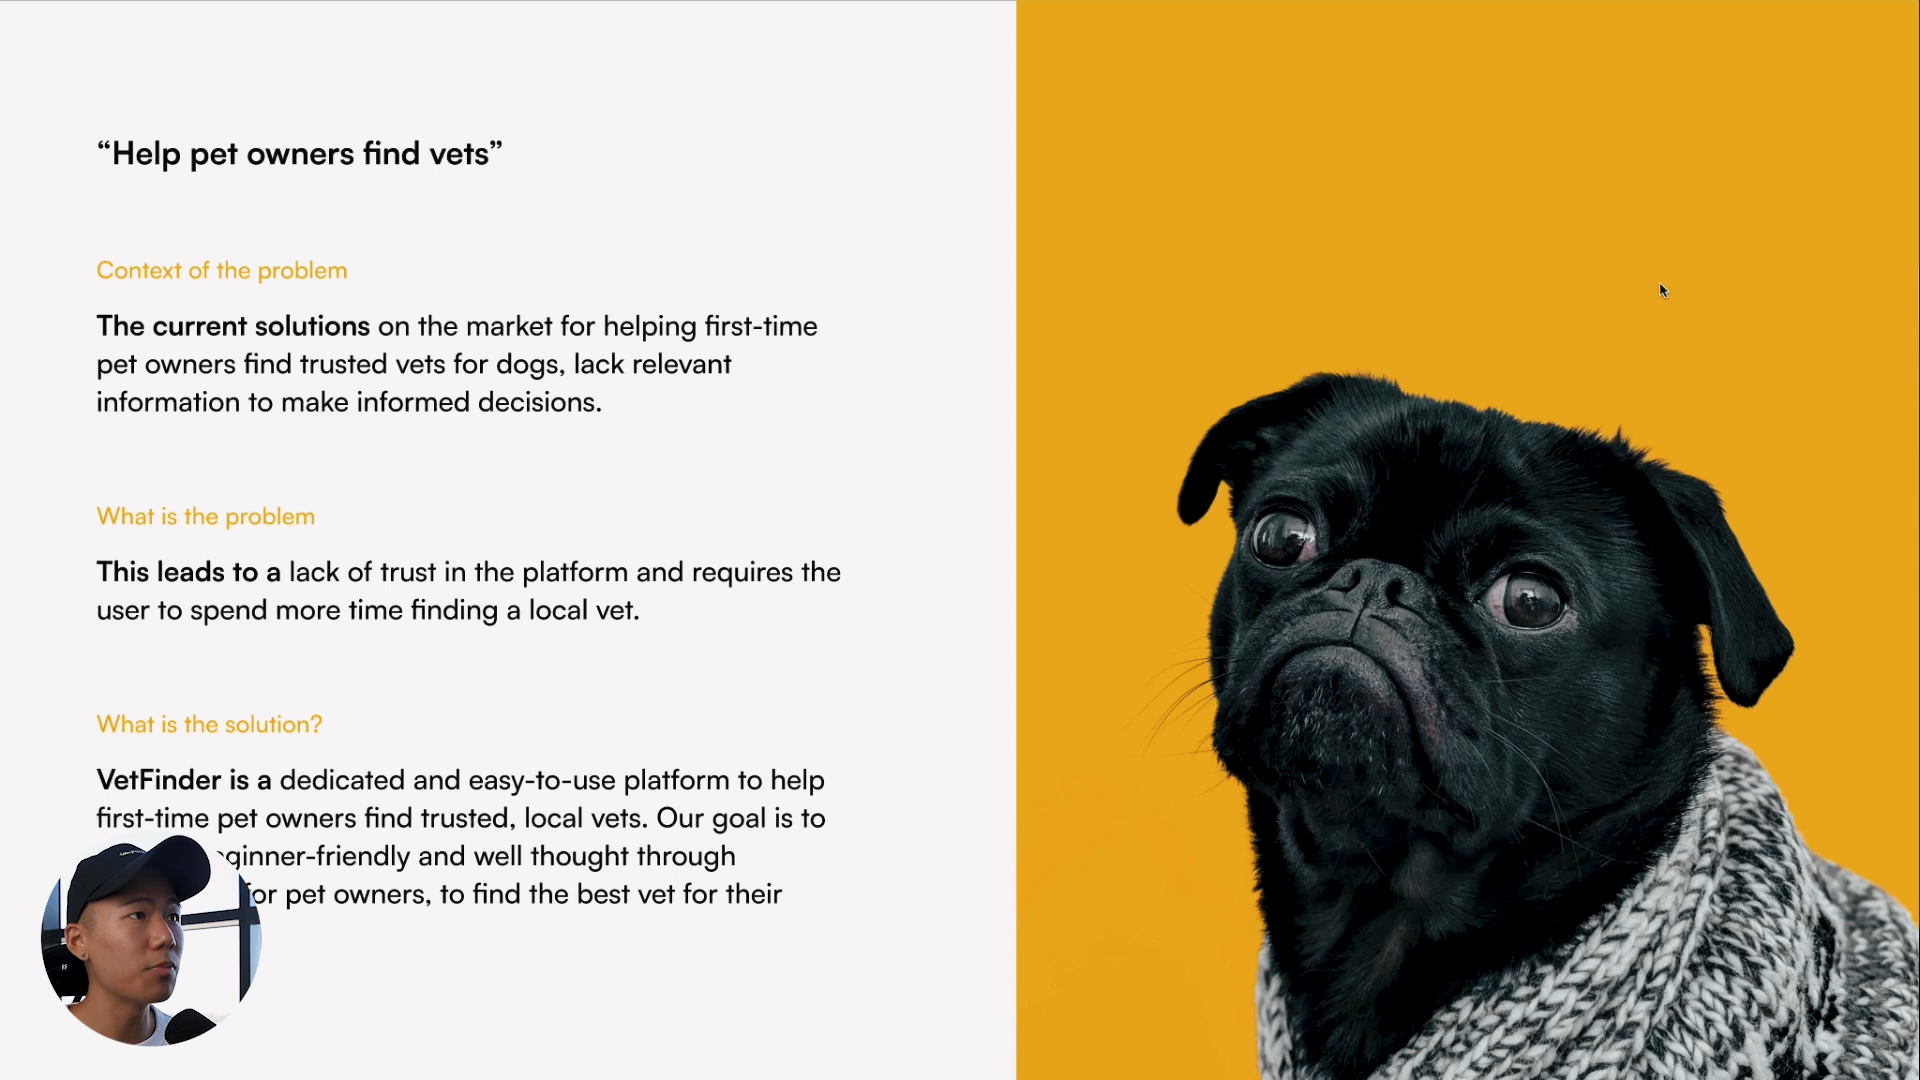 “Help pet owners find vets”
Context of the problem
The current solutions on the market for helping first-time
pet owners find trusted vets for dogs, lack relevant
information to make informed decisions.
What is the problem
This leads to a lack of trust in the platform and requires the
user to spend more time finding a local vet.
What is the solution?
VetFinder is a dedicated and easy-to-use platform to help
first-time pet owners find trusted, local vets. Our goal is to
and well thought through
pet owners, to find the best vet for their